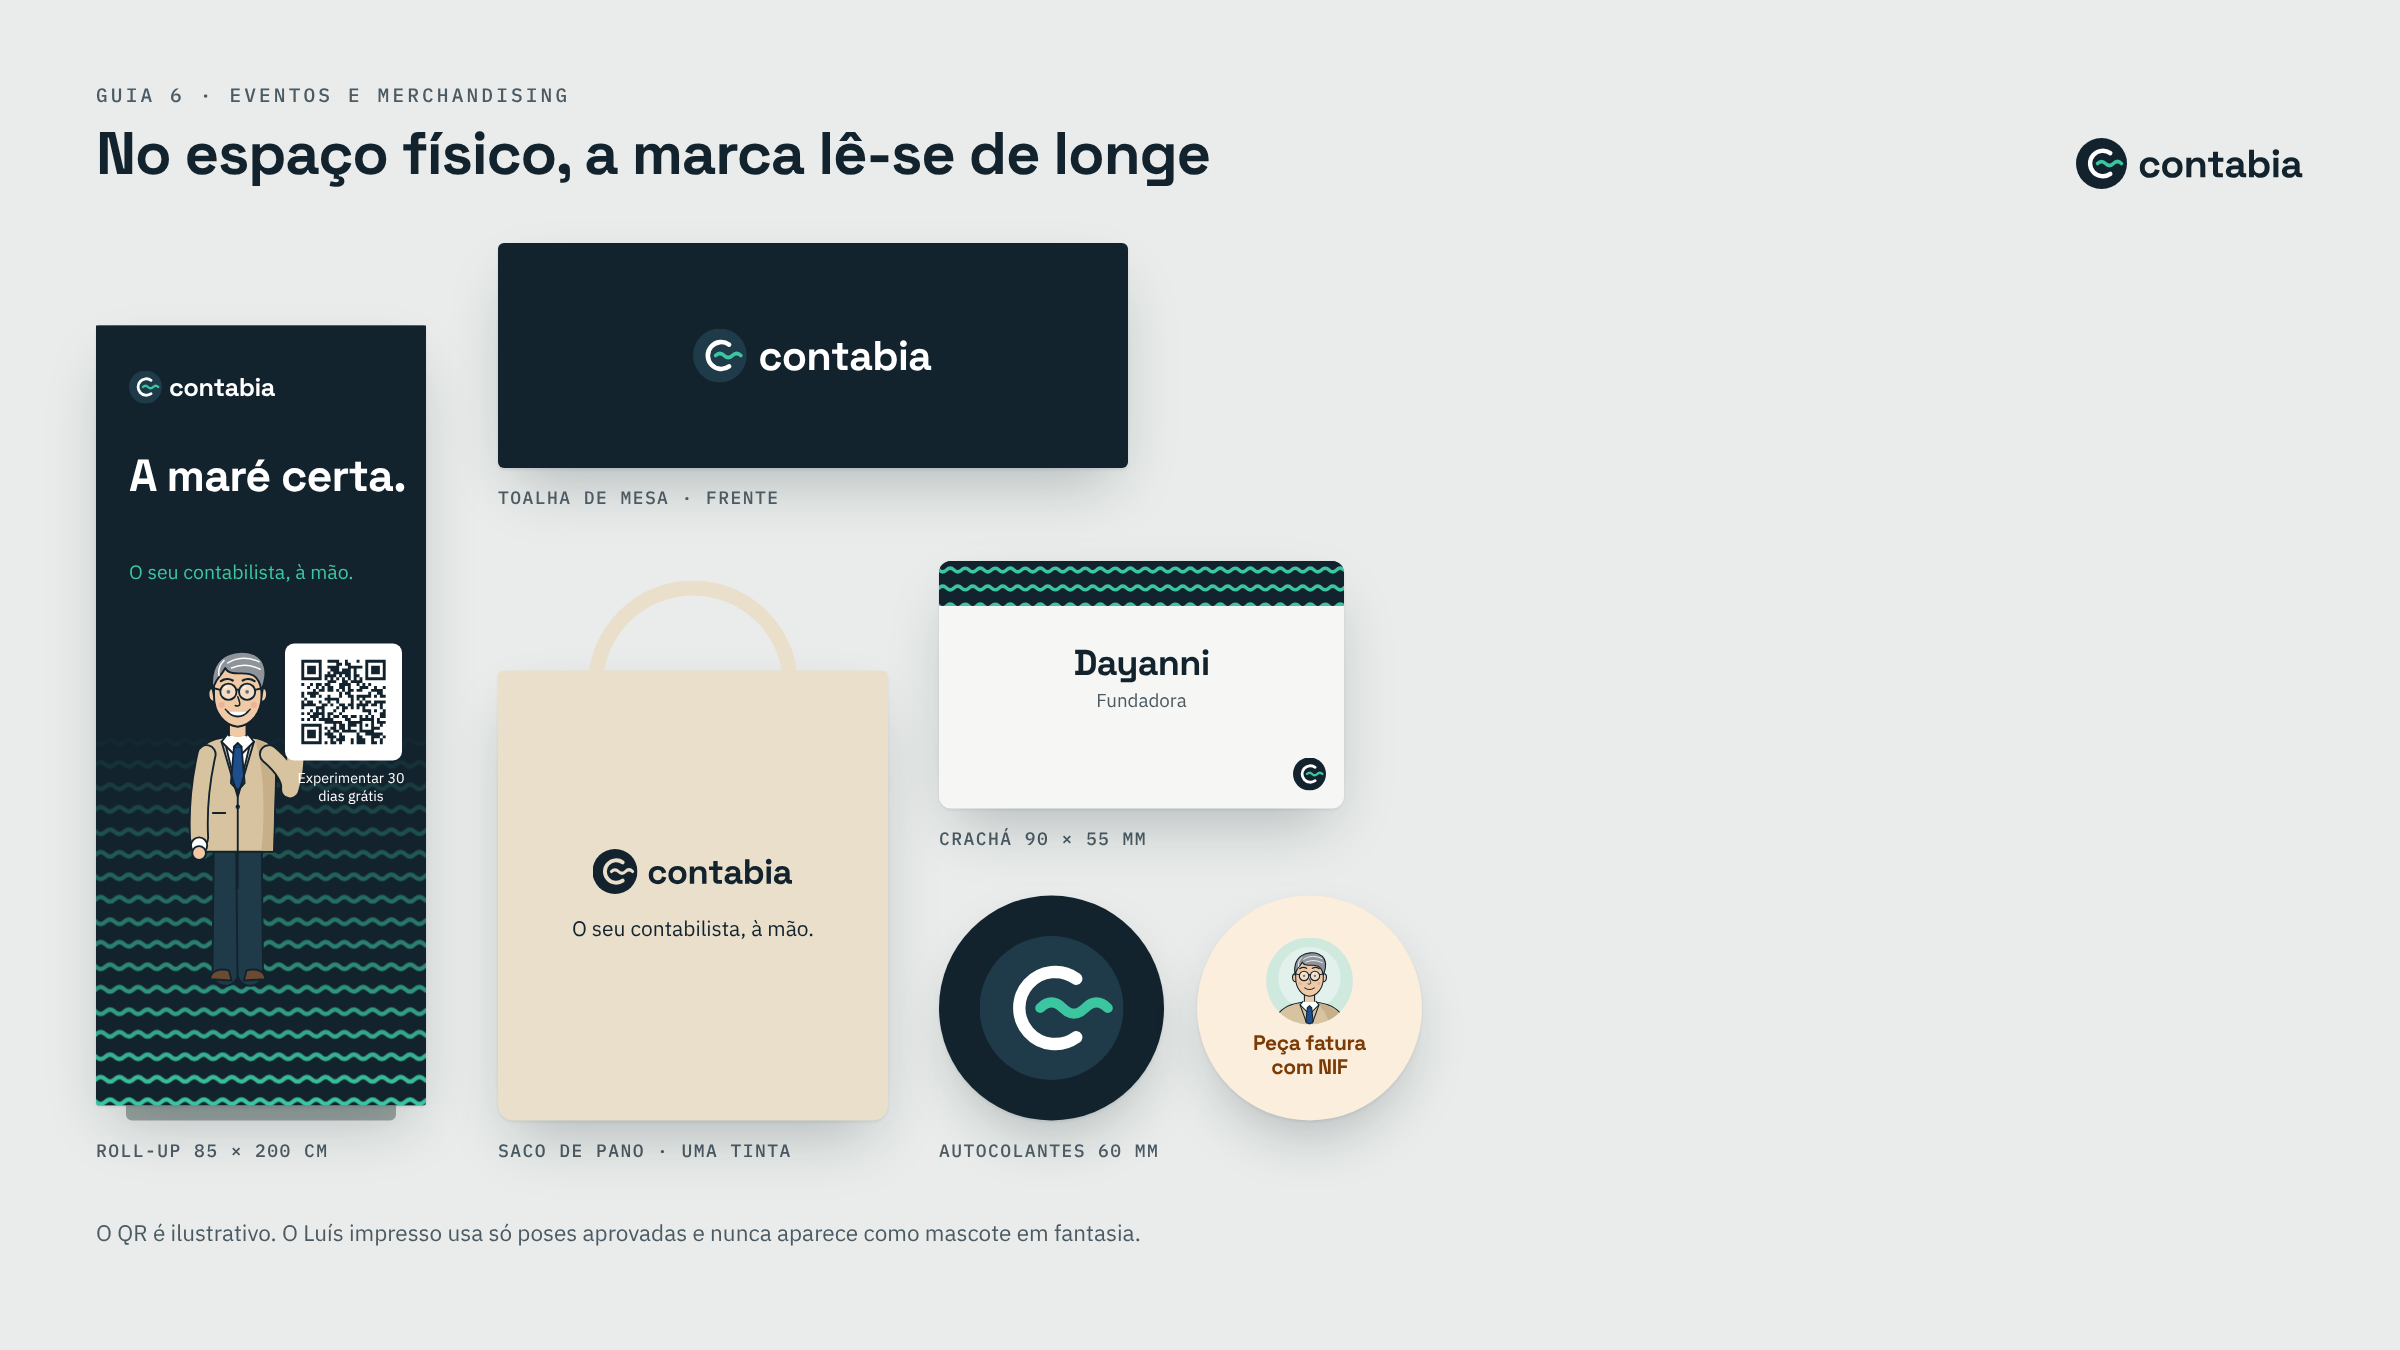 GUIA 6 · EVENTOS E MERCHANDISING
No espaço físico, a marca lê-se de longe
contabia
contabia
A maré certa.
O seu contabilista, à mão.
Experimentar 30
dias grátis
ROLL-UP 85 × 200 CM
contabia
TOALHA DE MESA · FRENTE
contabia
O seu contabilista, à mão.
SACO DE PANO · UMA TINTA
Dayanni
Fundadora
CRACHÁ 90 × 55 MM
Peça fatura
com NIF
AUTOCOLANTES 60 MM
O QR é ilustrativo. O Luís impresso usa só poses aprovadas e nunca aparece como mascote em fantasia.